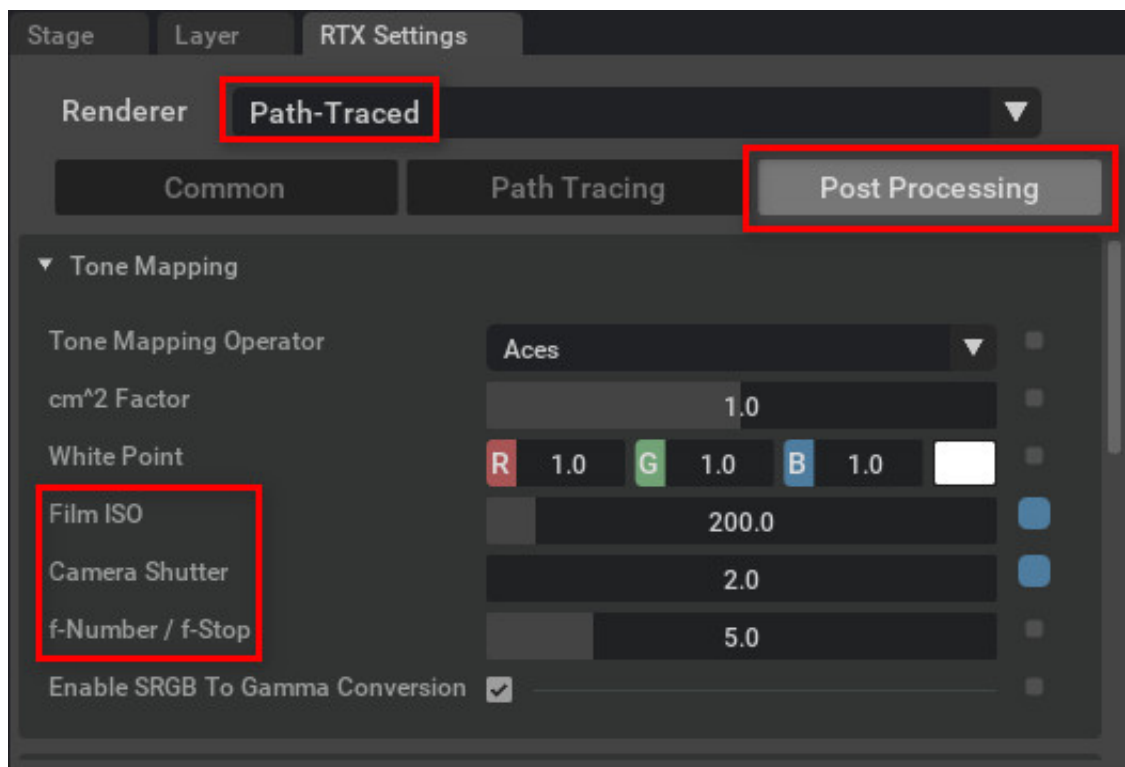 Stage Layer RTX Settings
Renderer Path-Traced
Common Path Tracing Post Processing
Tone Mapping
Tone Mapping Operator Aces
cm^2 Factor 1.0
White Point R 1.0 G 1.0 B 1.0
Film ISO 200.0
Camera Shutter 2.0
f-Number / f-Stop 5.0
Enable SRGB To Gamma Conversion